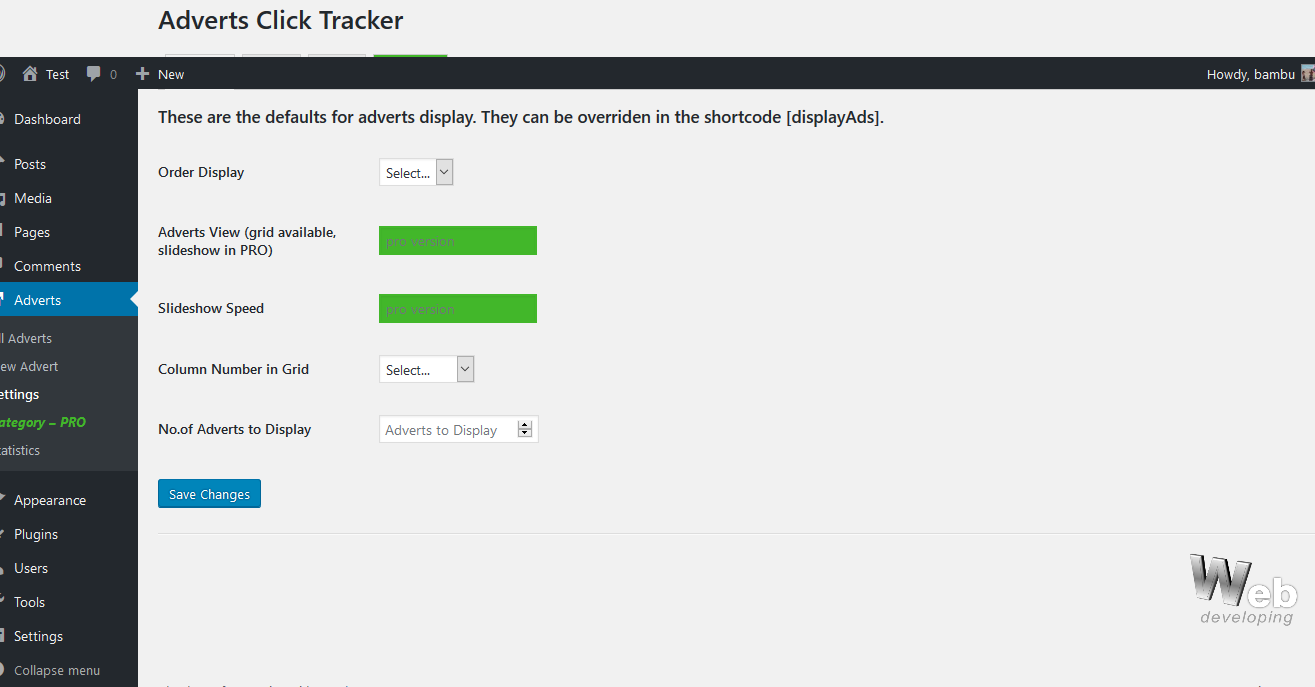 Adverts Click Tracker
Test
0
New
Howdy, bambu
Dashboard
Posts
Media
Pages
Comments
Adverts
ll Adverts
ew Advert
ettings
ategory – PRO
tatistics
Appearance
Plugins
Users
Tools
Settings
Collapse menu
These are the defaults for adverts display. They can be overriden in the shortcode [displayAds].
Order Display
Select...
Adverts View (grid available,
slideshow in PRO)
pro version
Slideshow Speed
pro version
Column Number in Grid
Select...
No.of Adverts to Display
Adverts to Display
Save Changes
Web
developing